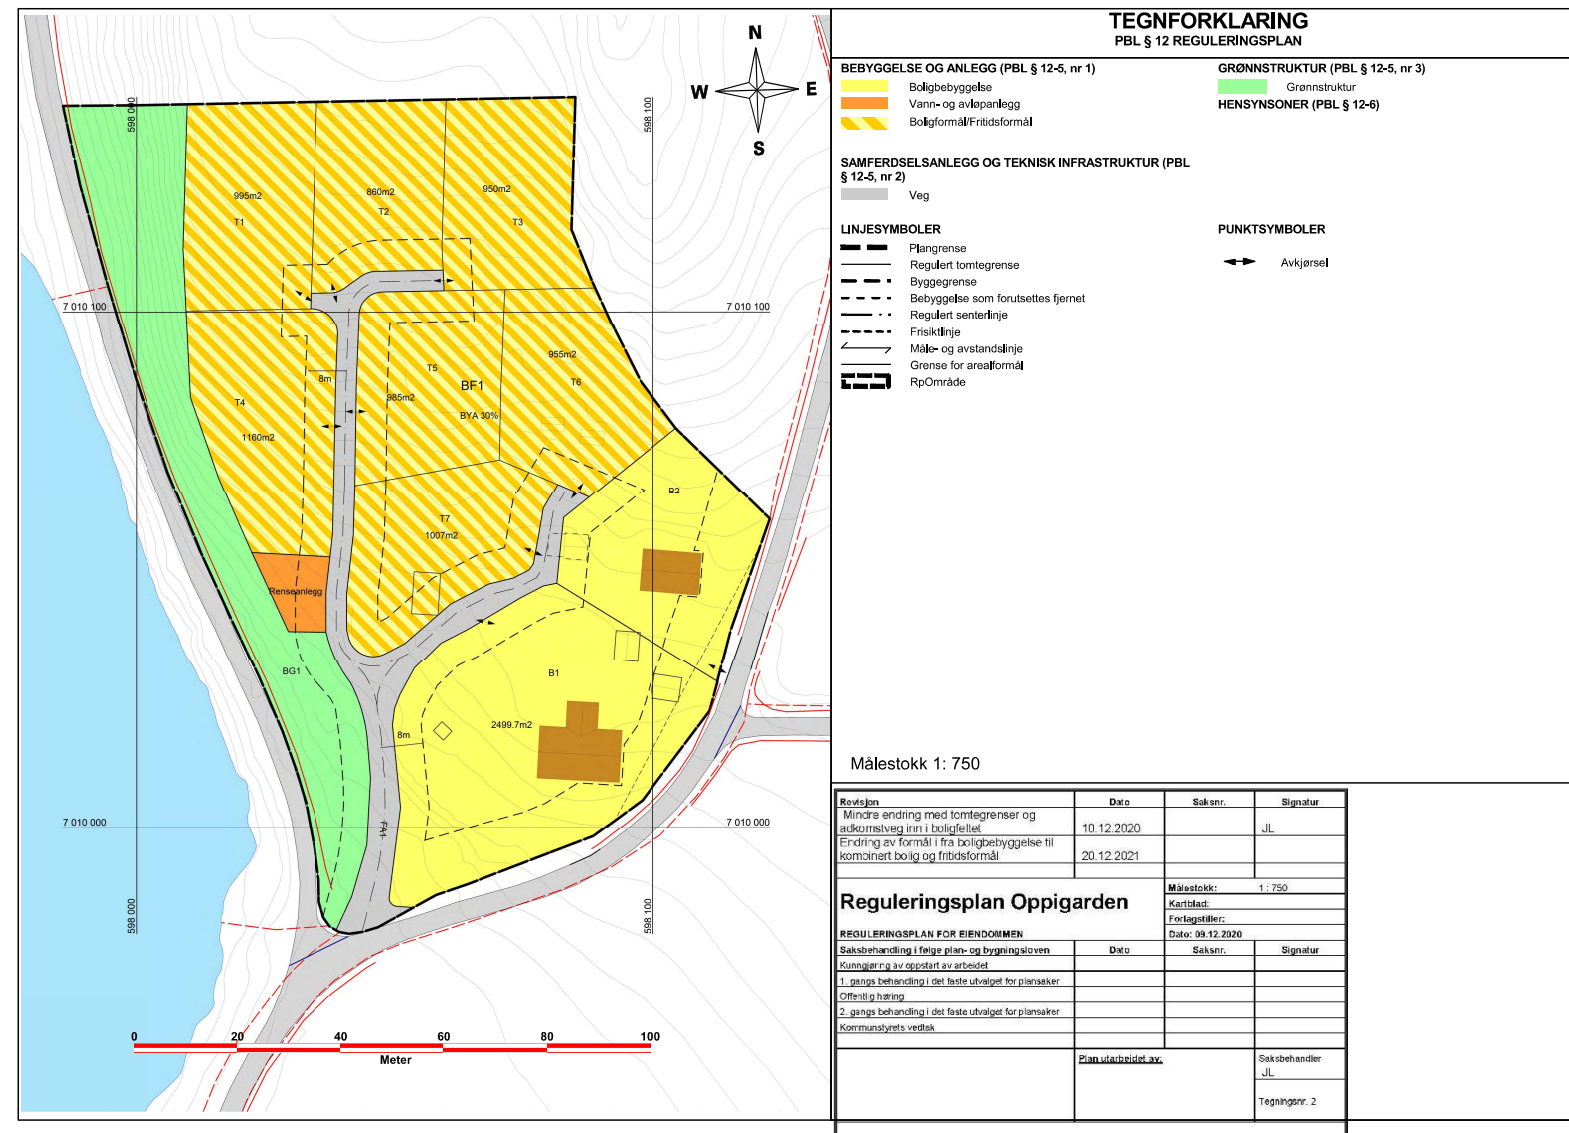 N
W
E
S
598 000
598 100
995m2
T1
860m2
T2
950m2
T3
7 010 100
7 010 100
8m
T4
1160m2
T5
985m2
BF1
BYA 30%
955m2
T6
T7
1007m2
B2
Renseanlegg
BG1
B1
2499.7m2
8m
FA1
7 010 000
7 010 000
598 000
598 100
0 20 40 60 80 100
Meter
TEGNFORKLARING
PBL § 12 REGULERINGSPLAN
BEBYGGELSE OG ANLEGG (PBL § 12-5, nr 1)
Boligbebyggelse
Vann- og avløpanlegg
Boligformål/Fritidsformål
SAMFERDSELSANLEGG OG TEKNISK INFRASTRUKTUR (PBL
§ 12-5, nr 2)
Veg
GRØNNSTRUKTUR (PBL § 12-5, nr 3)
Grønnstruktur
HENSYNSONER (PBL § 12-6)
LINJESYMBOLER
Plangrense
Regulert tomtegrense
Byggegrense
Bebyggelse som forutsettes fjernet
Regulert senterlinje
Frisiktlinje
Måle- og avstandslinje
Grense for arealformål
RpOmråde
PUNKTSYMBOLER
Avkjørsel
Målestokk 1: 750
Revisjon Dato Saksnr. Signatur
Mindre endring med tomtegrenser og
adkomstveg inn i boligfeltet 10.12.2020 JL
Endring av formål i fra boligbebyggelse til
kombinert bolig og fritidsformål 20.12.2021
Reguleringsplan Oppigarden
REGULERINGSPLAN FOR EIENDOMMEN
Målestokk: 1 : 750
Kartblad:
Forlagstiller:
Dato: 09.12.2020
Saksbehandling i følge plan- og bygningsloven Dato Saksnr. Signatur
Kunngjøring av oppstart av arbeidet
1. gangs behandling i det faste utvalget for plansaker
Offentlig høring
2. gangs behandling i det faste utvalget for plansaker
Kommunstyrets vedtak
Plan utarbeidet av:
Saksbehandler
JL
Tegningsnr. 2